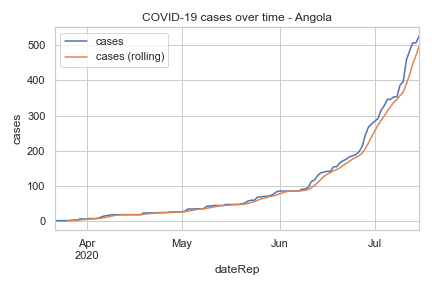 COVID-19 cases over time - Angola
cases
cases (rolling)
500
400
300
200
100
0
cases
Apr
2020
May
Jun
Jul
dateRep